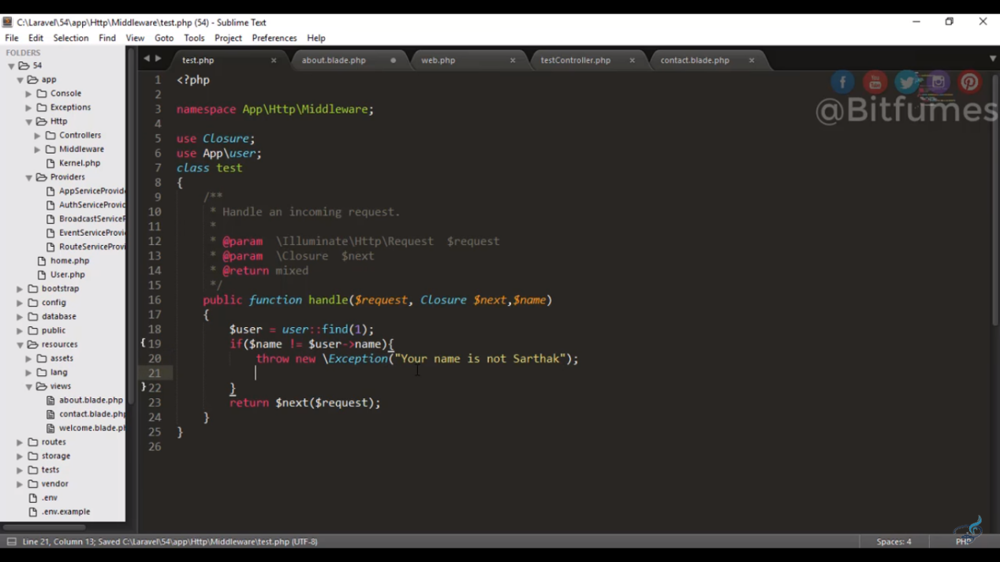 C:\Laravel\54\app\Http\Middleware\test.php (54) - Sublime Text
File Edit Selection Find View Goto Tools Project Preferences Help
FOLDERS
54
app
Console
Exceptions
Http
Controllers
Middleware
Kernel.php
Providers
AppServiceProvide
AuthServiceProvic
BroadcastServiceP
EventServiceProvi
RouteServiceProvi
home.php
User.php
bootstrap
config
database
public
resources
assets
lang
views
about.blade.php
contact.blade.php
welcome.blade.ph
routes
storage
tests
vendor
.env
.env.example
test.php about.blade.php web.php testController.php contact.blade.php
@Bitfumes
1 <?php
2
3 namespace App\Http\Middleware;
4
5 use Closure;
6 use App\user;
7 class test
8 {
9 /**
10 * Handle an incoming request.
11 *
12 * @param \Illuminate\Http\Request $request
13 * @param \Closure $next
14 * @return mixed
15 */
16 public function handle($request, Closure $next,$name)
17 {
18 $user = user::find(1);
19 if($name != $user->name){
20 throw new \Exception("Your name is not Sarthak");
21
22 }
23 return $next($request);
24 }
25 }
26
Line 21, Column 13; Saved C:\Laravel\54\app\Http\Middleware\test.php (UTF-8) Spaces: 4 PHP